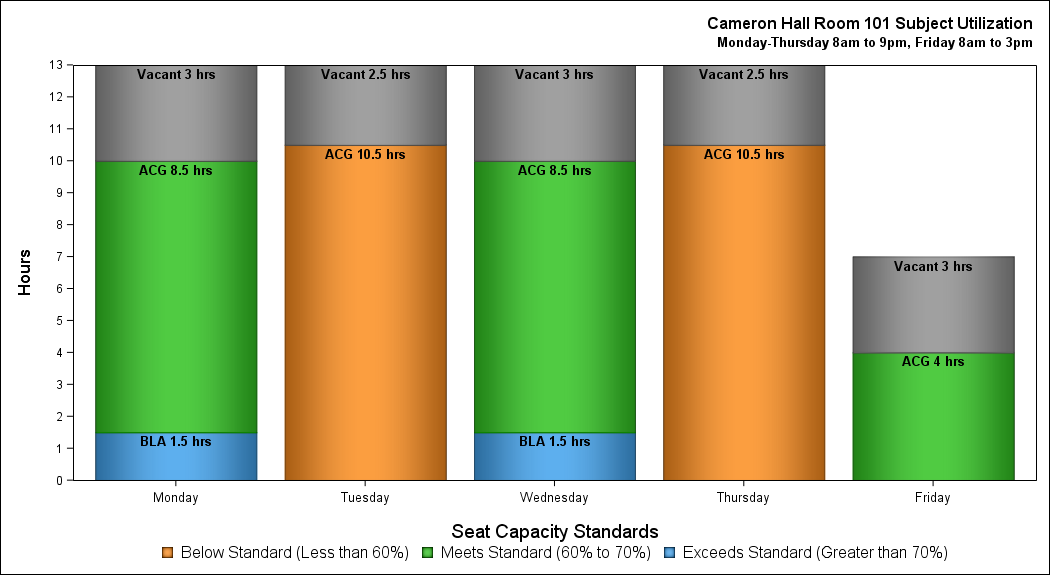 Cameron Hall Room 101 Subject Utilization
Monday-Thursday 8am to 9pm, Friday 8am to 3pm
13
12
11
10
9
8
7
6
5
4
3
2
1
0
Hours
Vacant 3 hrs
ACG 8.5 hrs
BLA 1.5 hrs
Vacant 2.5 hrs
ACG 10.5 hrs
Vacant 3 hrs
ACG 8.5 hrs
BLA 1.5 hrs
Vacant 2.5 hrs
ACG 10.5 hrs
Vacant 3 hrs
ACG 4 hrs
Monday Tuesday Wednesday Thursday Friday
Seat Capacity Standards
Below Standard (Less than 60%) Meets Standard (60% to 70%) Exceeds Standard (Greater than 70%)